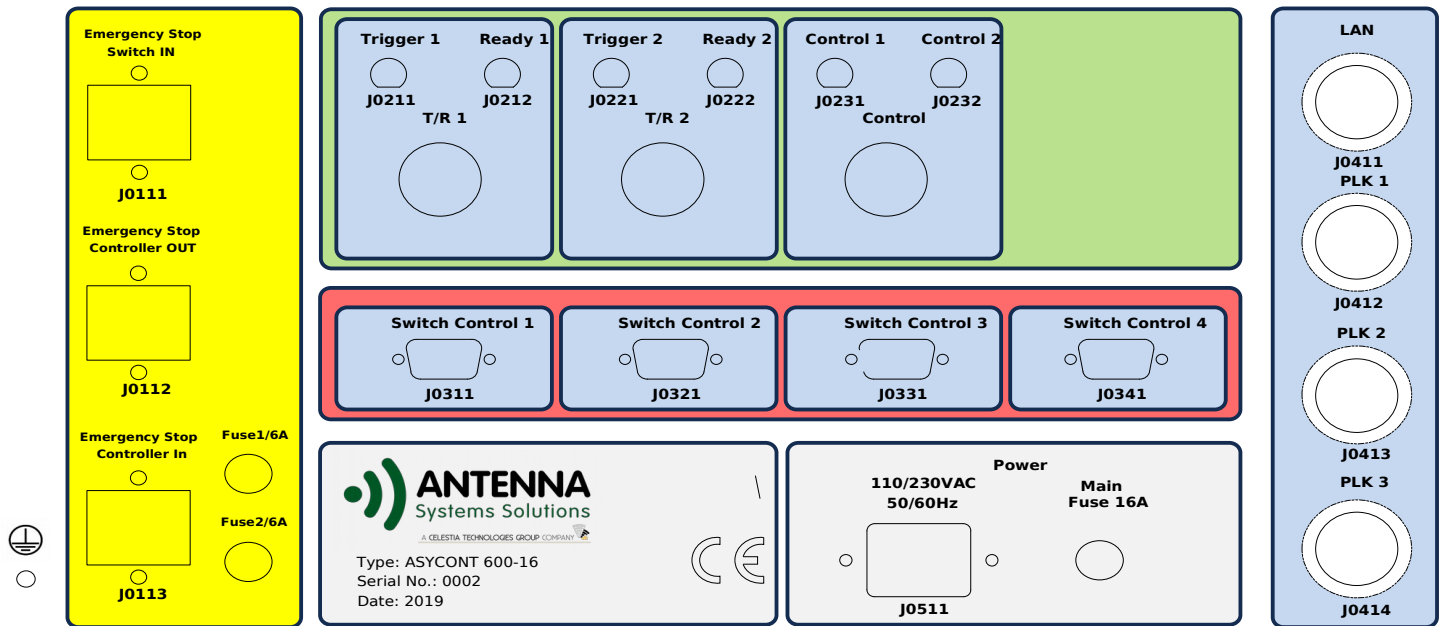 Emergency Stop
Switch IN
J0111
Emergency Stop
Controller OUT
J0112
Emergency Stop
Controller In
J0113
Fuse1/6A
Fuse2/6A
Trigger 1
Ready 1
J0211
J0212
T/R 1
Trigger 2
Ready 2
J0221
J0222
T/R 2
Control 1
Control 2
J0231
J0232
Control
Switch Control 1
J0311
Switch Control 2
J0321
Switch Control 3
J0331
Switch Control 4
J0341
ANTENNA
Systems Solutions
A CELESTIA TECHNOLOGIES GROUP COMPANY
Type: ASYCONT 600-16
Serial No.: 0002
Date: 2019
\
CE
Power
110/230VAC
50/60Hz
J0511
Main
Fuse 16A
LAN
J0411
PLK 1
J0412
PLK 2
J0413
PLK 3
J0414